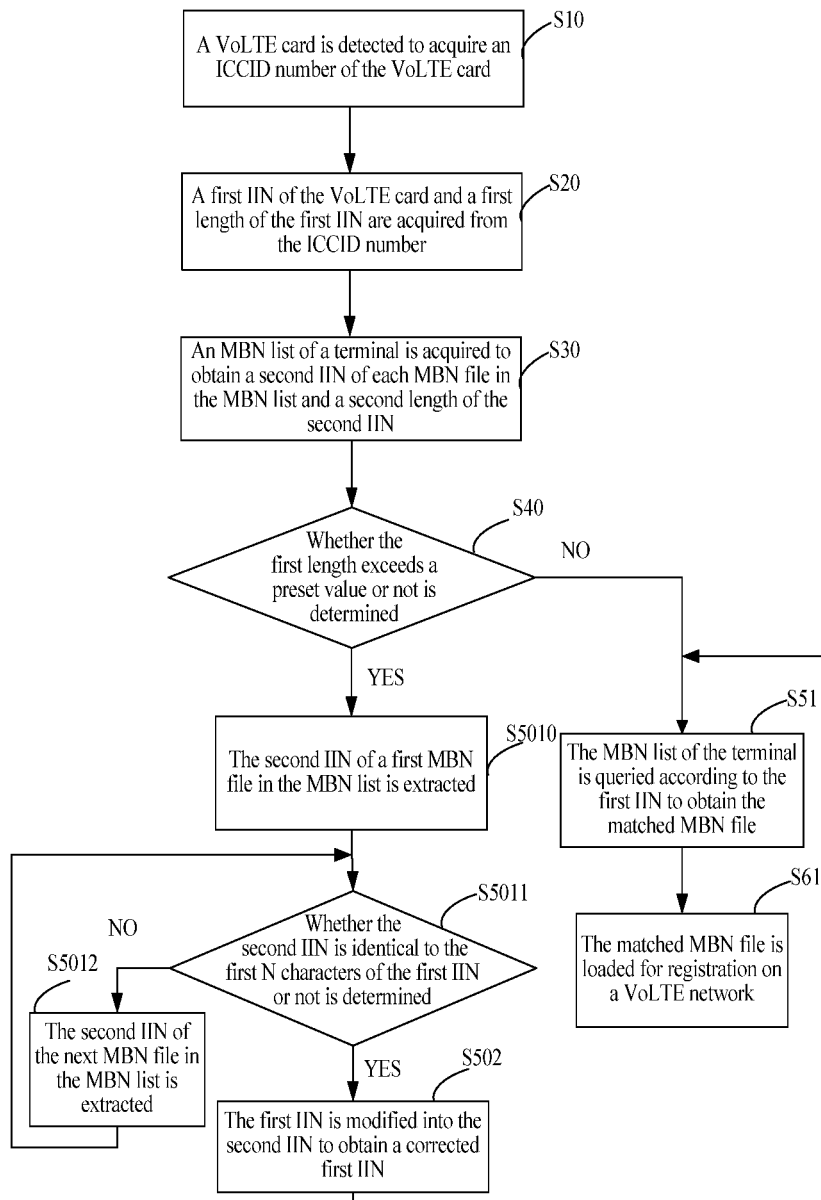 S10
A VoLTE card is detected to acquire an
ICCID number of the VoLTE card
S20
A first IIN of the VoLTE card and a first
length of the first IIN are acquired from
the ICCID number
S30
An MBN list of a terminal is acquired to
obtain a second IIN of each MBN file in
the MBN list and a second length of the
second IIN
S40
Whether the
first length exceeds a
preset value or not is
determined
NO
YES
S5010
The second IIN of a first MBN
file in the MBN list is extracted
S51
The MBN list of the terminal
is queried according to the
first IIN to obtain the
matched MBN file
S5011
Whether the
second IIN is identical to the
first N characters of the first IIN
or not is determined
S61
The matched MBN file is
loaded for registration on
a VoLTE network
NO
S5012
The second IIN of
the next MBN file in
the MBN list is
extracted
YES
S502
The first IIN is modified into the
second IIN to obtain a corrected
first IIN